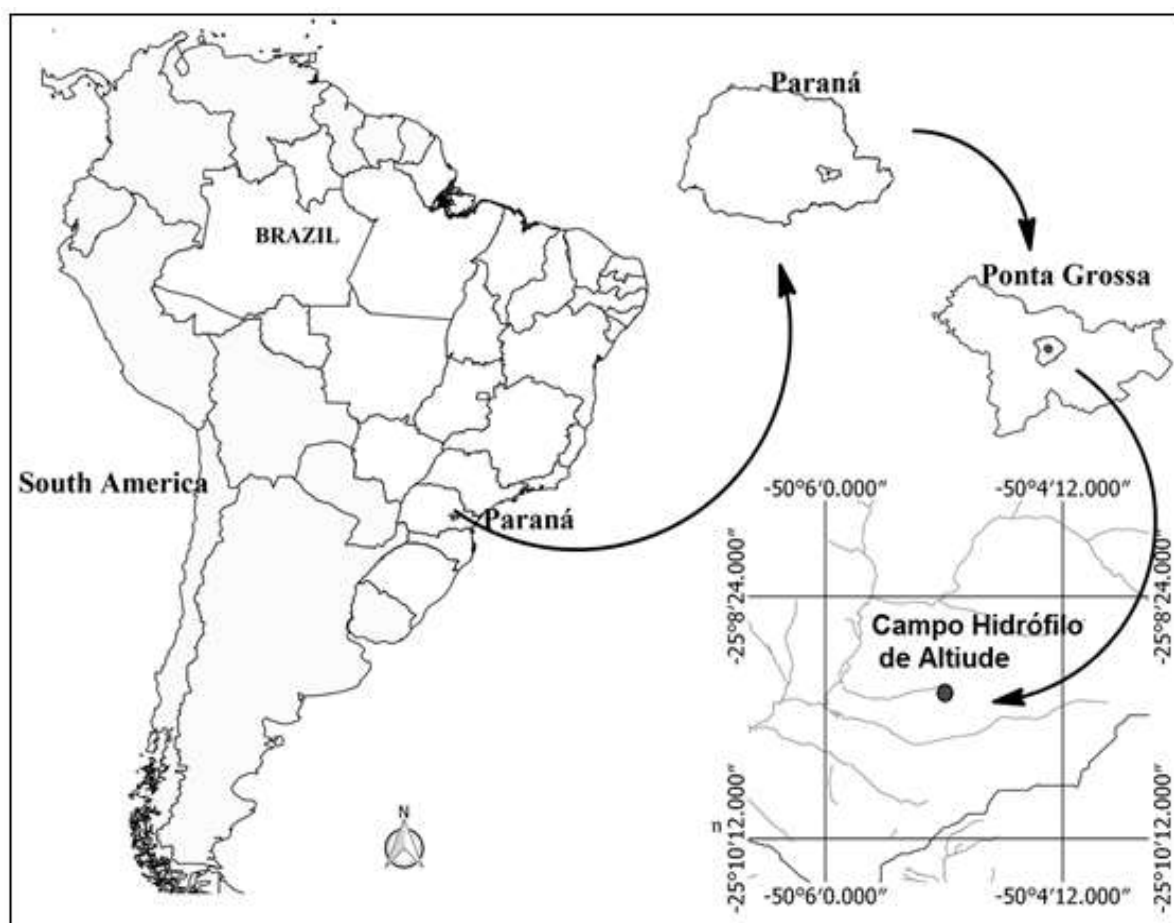 Paraná
BRAZIL
Ponta Grossa
South America
Paraná
-50°6'0.000" -50°4'12.000"
-25°8'24.000" -25°8'24.000"
Campo Hidrófilo
de Altiude
-25°10'12.000" -25°10'12.000"
n
-50°6'0.000" -50°4'12.000"
N